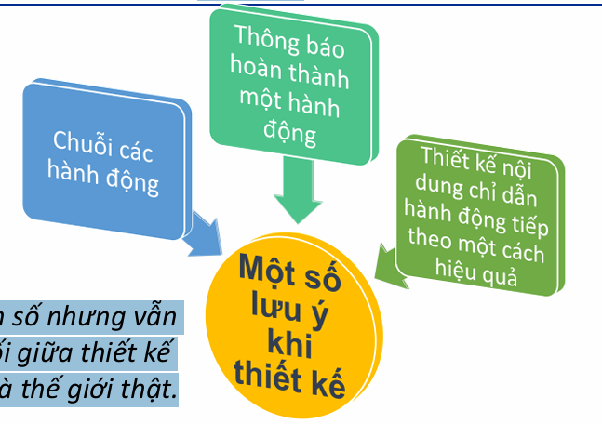 Thông báo
hoàn thành
một hành
động
Chuỗi các
hành động
Thiết kế nội
dung chỉ dẫn
hành động tiếp
theo một cách
hiệu quả
Một số
lưu ý
khi
thiết kế
số nhưng vẫn
giữa thiết kế
thế giới thật.